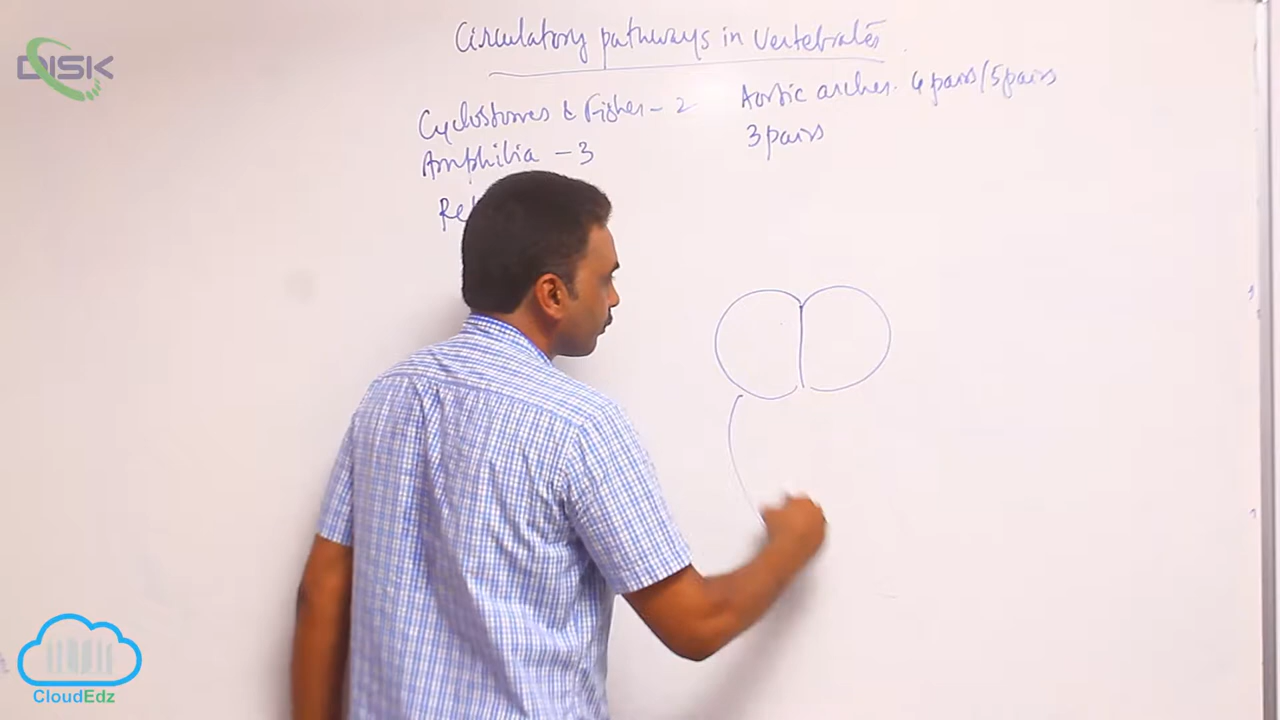 DISK
Circulatory pathways in Vertebrates
Cyclostomes & Fishes - 2 Aortic arches. 4 pairs/5 pairs
Amphibia - 3 3 pairs
Re
CloudEdz